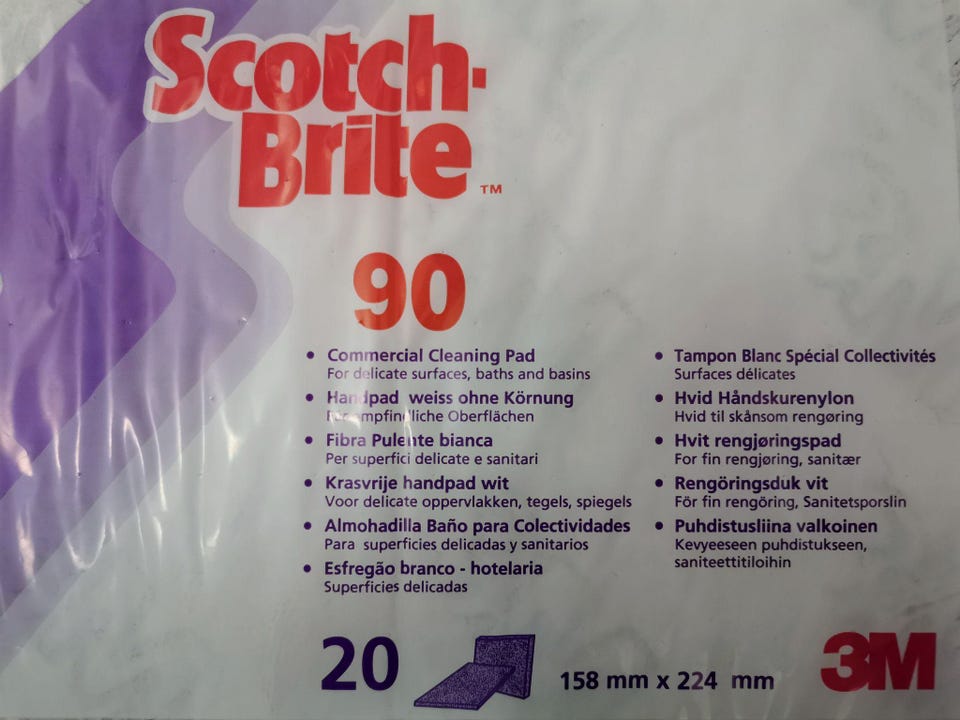 Scotch-
Brite™
90
• Commercial Cleaning Pad
For delicate surfaces, baths and basins
• Handpad weiss ohne Körnung
Für empfindliche Oberflächen
• Fibra Pulente bianca
Per superfici delicate e sanitari
• Krasvrije handpad wit
Voor delicate oppervlakken, tegels, spiegels
• Almohadilla Baño para Colectividades
Para superficies delicadas y sanitarios
• Esfregão branco - hotelaria
Superficies delicadas
• Tampon Blanc Spécial Collectivités
Surfaces délicates
• Hvid Håndskurenylon
Hvid til skånsom rengøring
• Hvit rengjøringspad
For fin rengjøring, sanitær
• Rengöringsduk vit
För fin rengöring, Sanitetsporslin
• Puhdistusliina valkoinen
Kevyeeseen puhdistukseen,
saniteettitiloihin
20
158 mm x 224 mm
3M